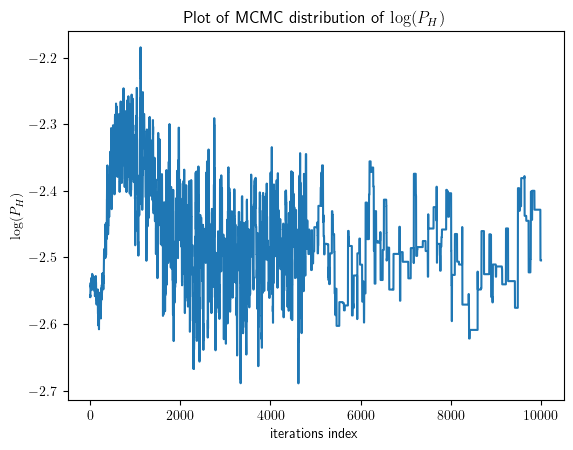 Plot of MCMC distribution of log(P_H)
log(P_H)
−2.2
−2.3
−2.4
−2.5
−2.6
−2.7
0 2000 4000 6000 8000 10000
iterations index